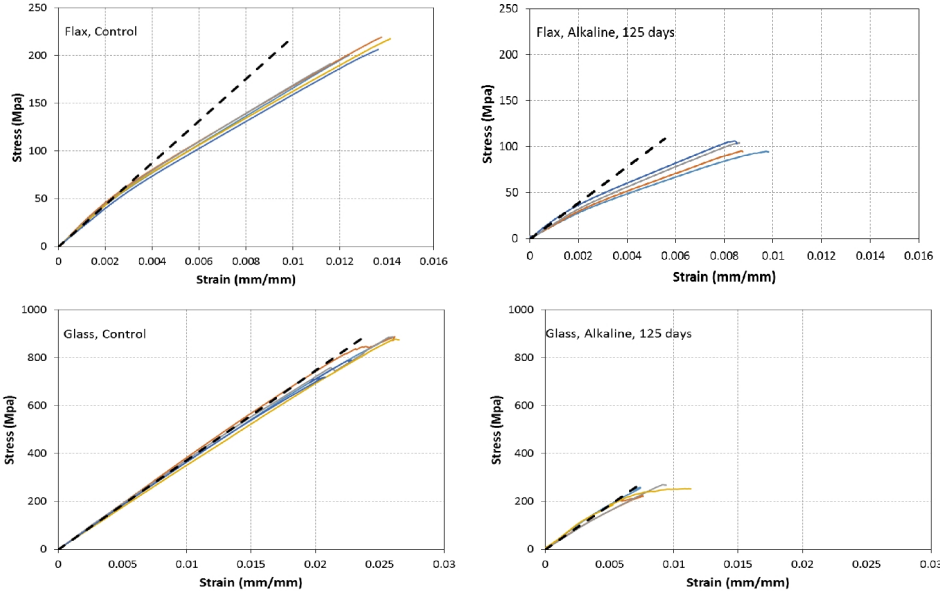 Flax, Control
250
200
150
100
50
0
Stress (Mpa)
0 0.002 0.004 0.006 0.008 0.01 0.012 0.014 0.016
Strain (mm/mm)
Flax, Alkaline, 125 days
250
200
150
100
50
0
Stress (Mpa)
0 0.002 0.004 0.006 0.008 0.01 0.012 0.014 0.016
Strain (mm/mm)
Glass, Control
1000
800
600
400
200
0
Stress (Mpa)
0 0.005 0.01 0.015 0.02 0.025 0.03
Strain (mm/mm)
Glass, Alkaline, 125 days
1000
800
600
400
200
0
Stress (Mpa)
0 0.005 0.01 0.015 0.02 0.025 0.03
Strain (mm/mm)